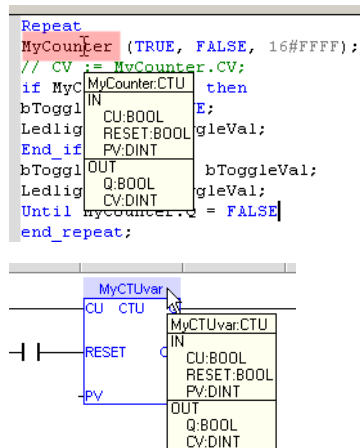 Repeat
MyCounter (TRUE, FALSE, 16#FFFF);
// CV := MyCounter.CV;
if MyC then
bToggl E;
Ledlig gleVal;
End_if
bToggl bToggleVal;
Ledlig gleVal;
Until MyCounter.Q = FALSE
end_repeat;
MyCounter:CTU
IN
CU:BOOL
RESET:BOOL
PV:DINT
OUT
Q:BOOL
CV:DINT
MyCTUvar
CU CTU Q
RESET C
PV
MyCTUvar:CTU
IN
CU:BOOL
RESET:BOOL
PV:DINT
OUT
Q:BOOL
CV:DINT